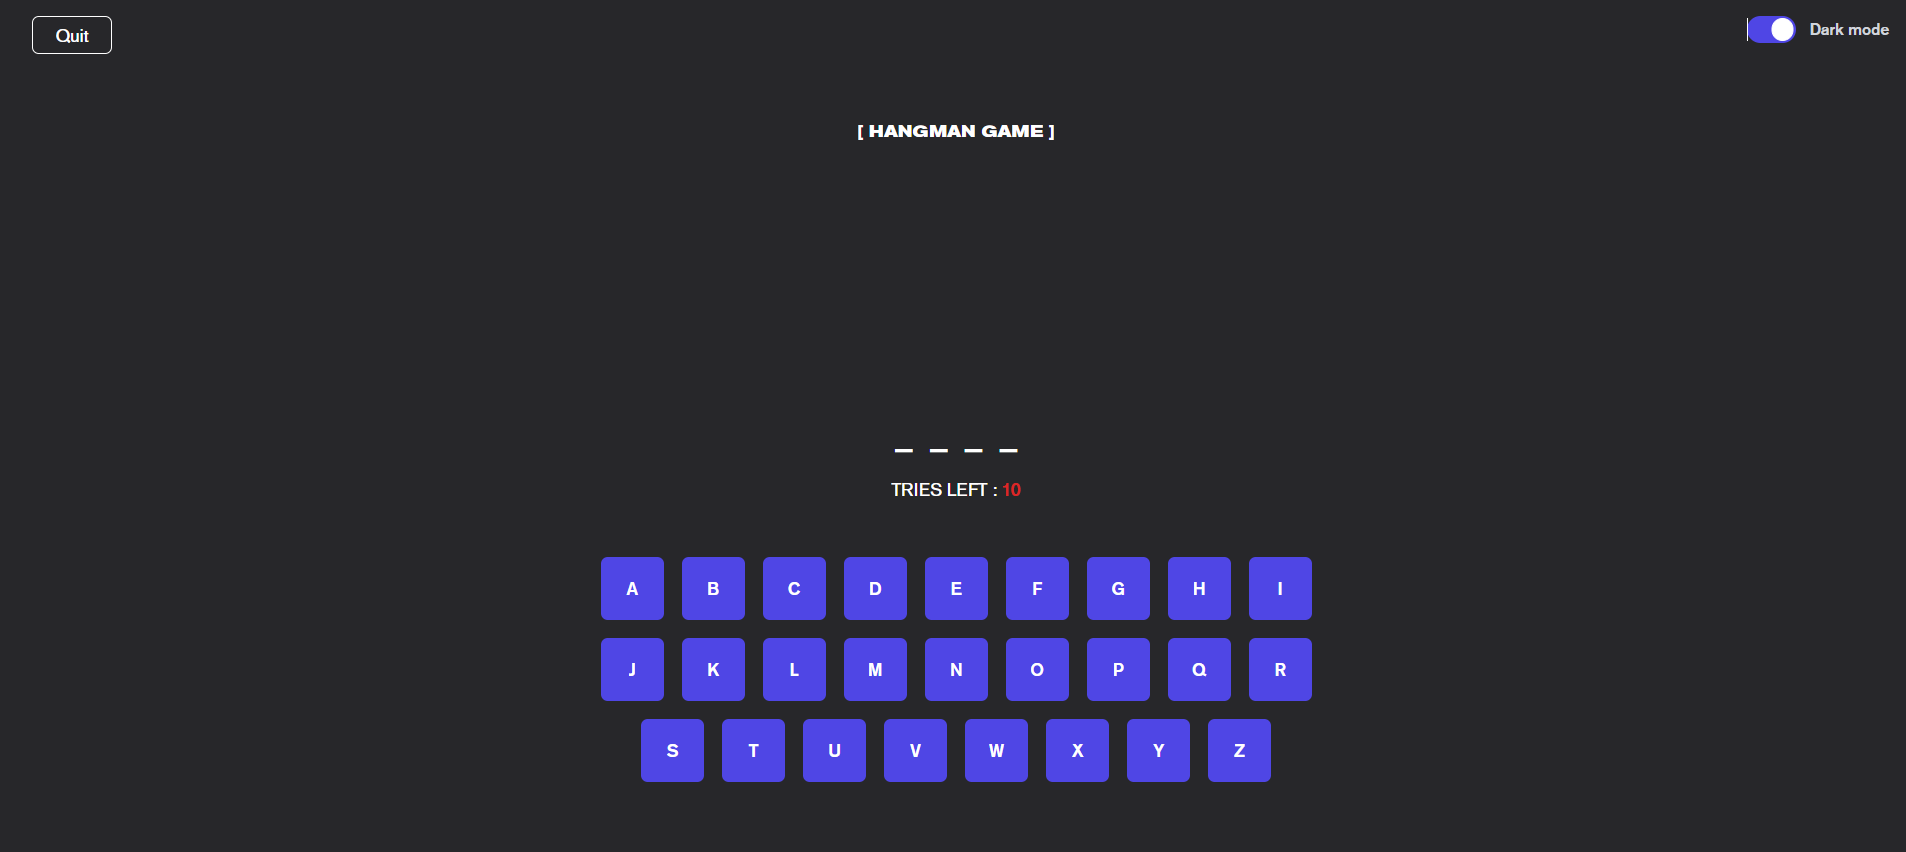 Quit
Dark mode
[ HANGMAN GAME ]
_ _ _ _
TRIES LEFT : 10
A B C D E F G H I
J K L M N O P Q R
S T U V W X Y Z